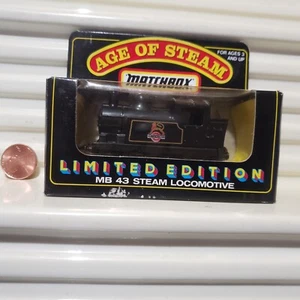 AGE OF STEAM
FOR AGES 3
AND UP
MATCHBOX
LIMITED EDITION
MB 43 STEAM LOCOMOTIVE